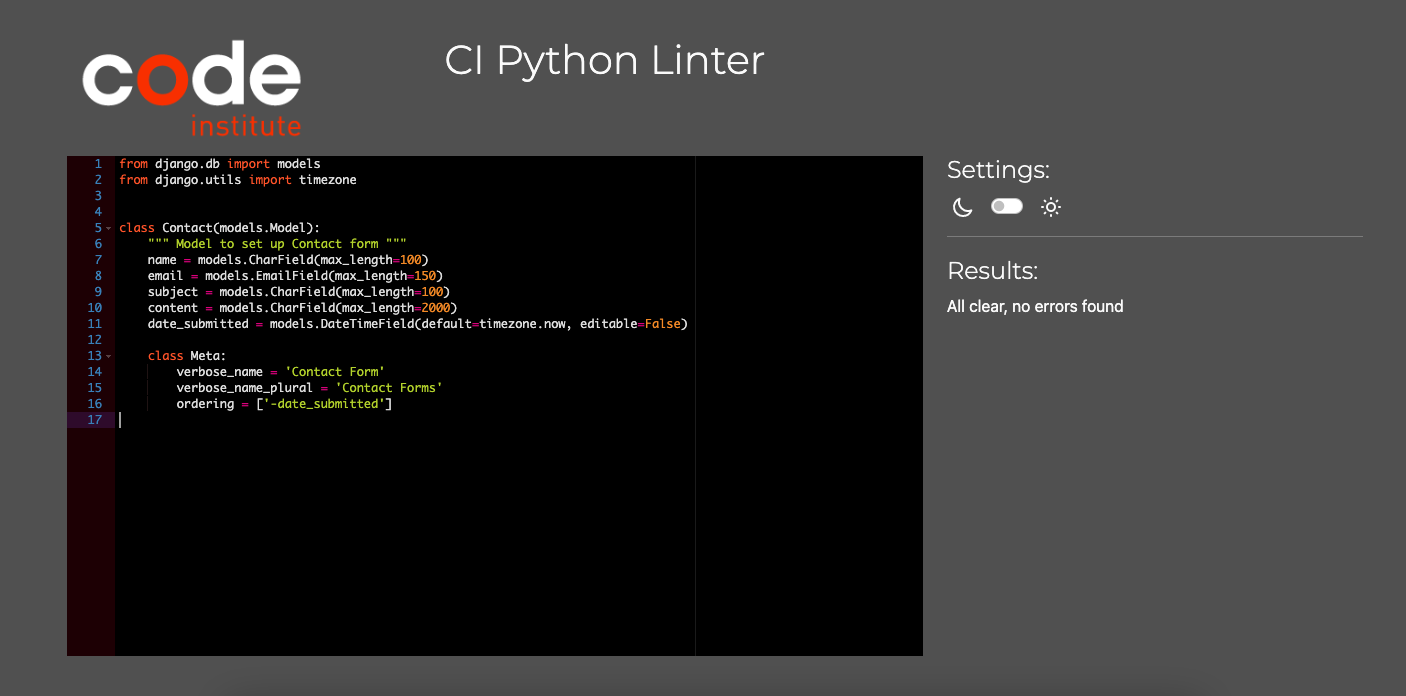 code
institute
CI Python Linter
1 from django.db import models
2 from django.utils import timezone
3
4
5 class Contact(models.Model):
6     """ Model to set up Contact form """
7     name = models.CharField(max_length=100)
8     email = models.EmailField(max_length=150)
9     subject = models.CharField(max_length=100)
10     content = models.CharField(max_length=2000)
11     date_submitted = models.DateTimeField(default=timezone.now, editable=False)
12
13     class Meta:
14         verbose_name = 'Contact Form'
15         verbose_name_plural = 'Contact Forms'
16         ordering = ['-date_submitted']
17
Settings:
Results:
All clear, no errors found